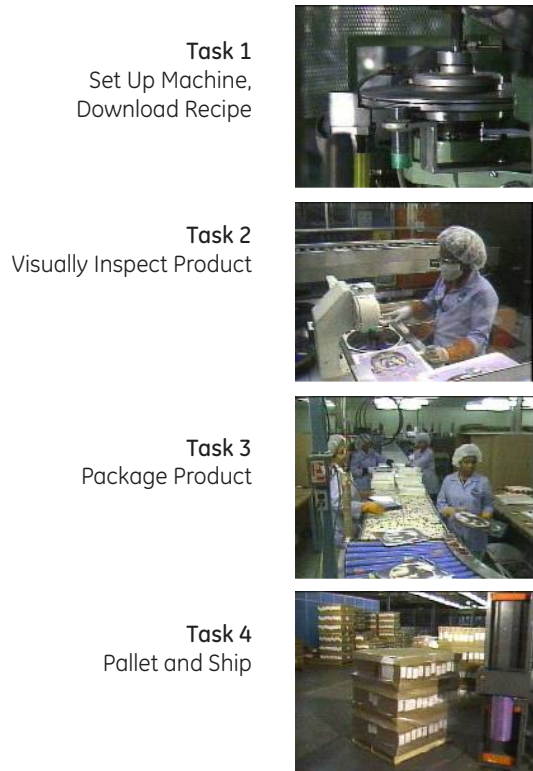 Task 1
Set Up Machine,
Download Recipe
Task 2
Visually Inspect Product
Task 3
Package Product
Task 4
Pallet and Ship